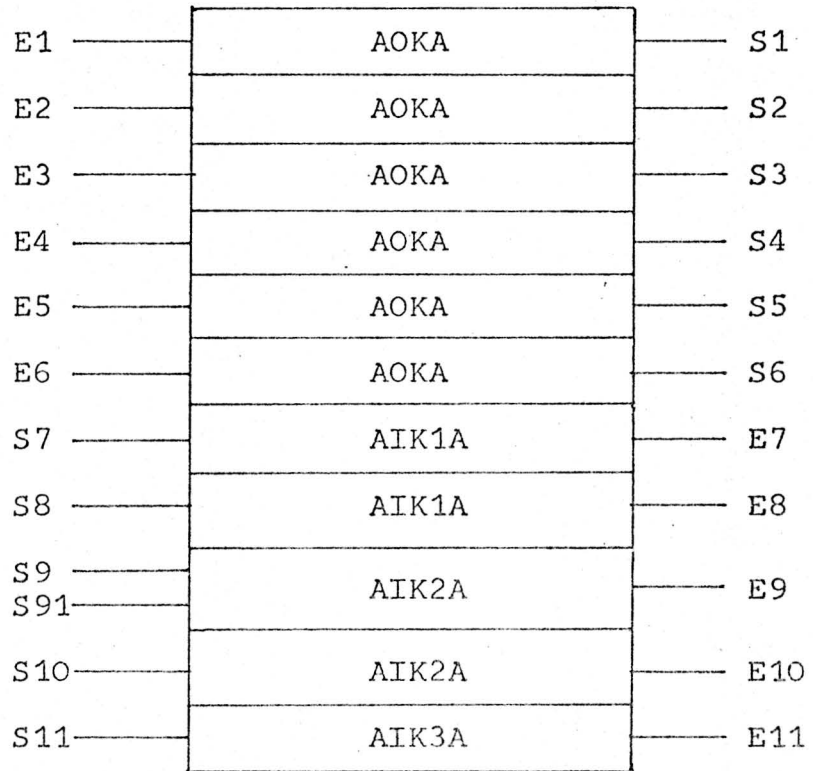 E1 AOKA S1
E2 AOKA S2
E3 AOKA S3
E4 AOKA S4
E5 AOKA S5
E6 AOKA S6
S7 AIK1A E7
S8 AIK1A E8
S9
S91 AIK2A E9
S10 AIK2A E10
S11 AIK3A E11